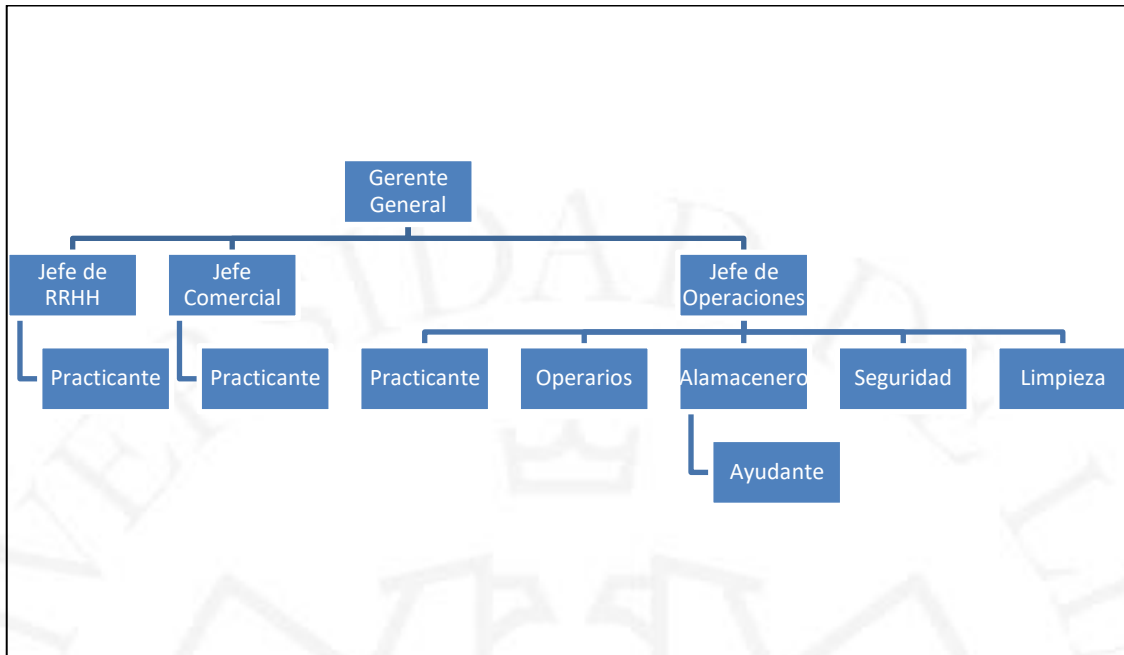 Gerente
General
Jefe de
RRHH
Jefe
Comercial
Jefe de
Operaciones
Practicante
Practicante
Practicante
Operarios
Alamacenero
Seguridad
Limpieza
Ayudante